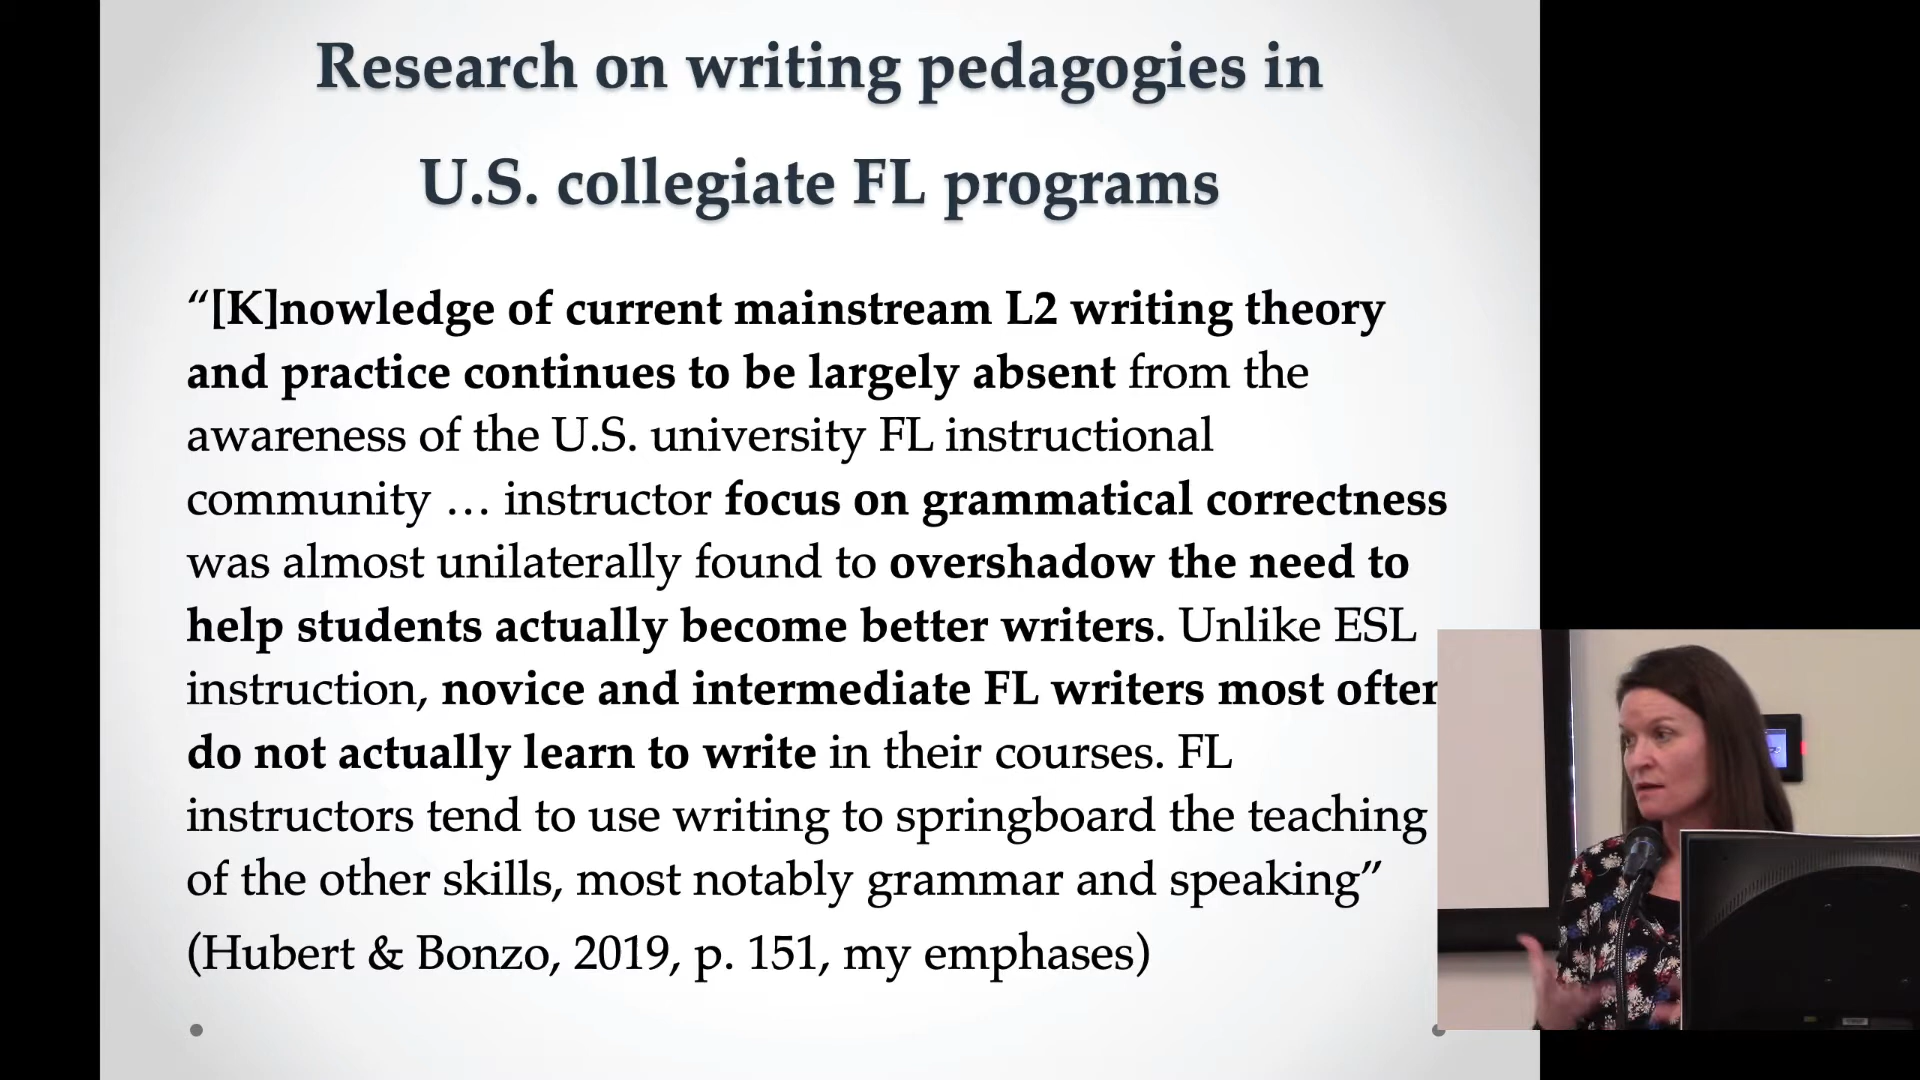 Research on writing pedagogies in
U.S. collegiate FL programs
“[K]nowledge of current mainstream L2 writing theory
and practice continues to be largely absent from the
awareness of the U.S. university FL instructional
community … instructor focus on grammatical correctness
was almost unilaterally found to overshadow the need to
help students actually become better writers. Unlike ESL
instruction, novice and intermediate FL writers most often
do not actually learn to write in their courses. FL
instructors tend to use writing to springboard the teaching
of the other skills, most notably grammar and speaking”
(Hubert & Bonzo, 2019, p. 151, my emphases)